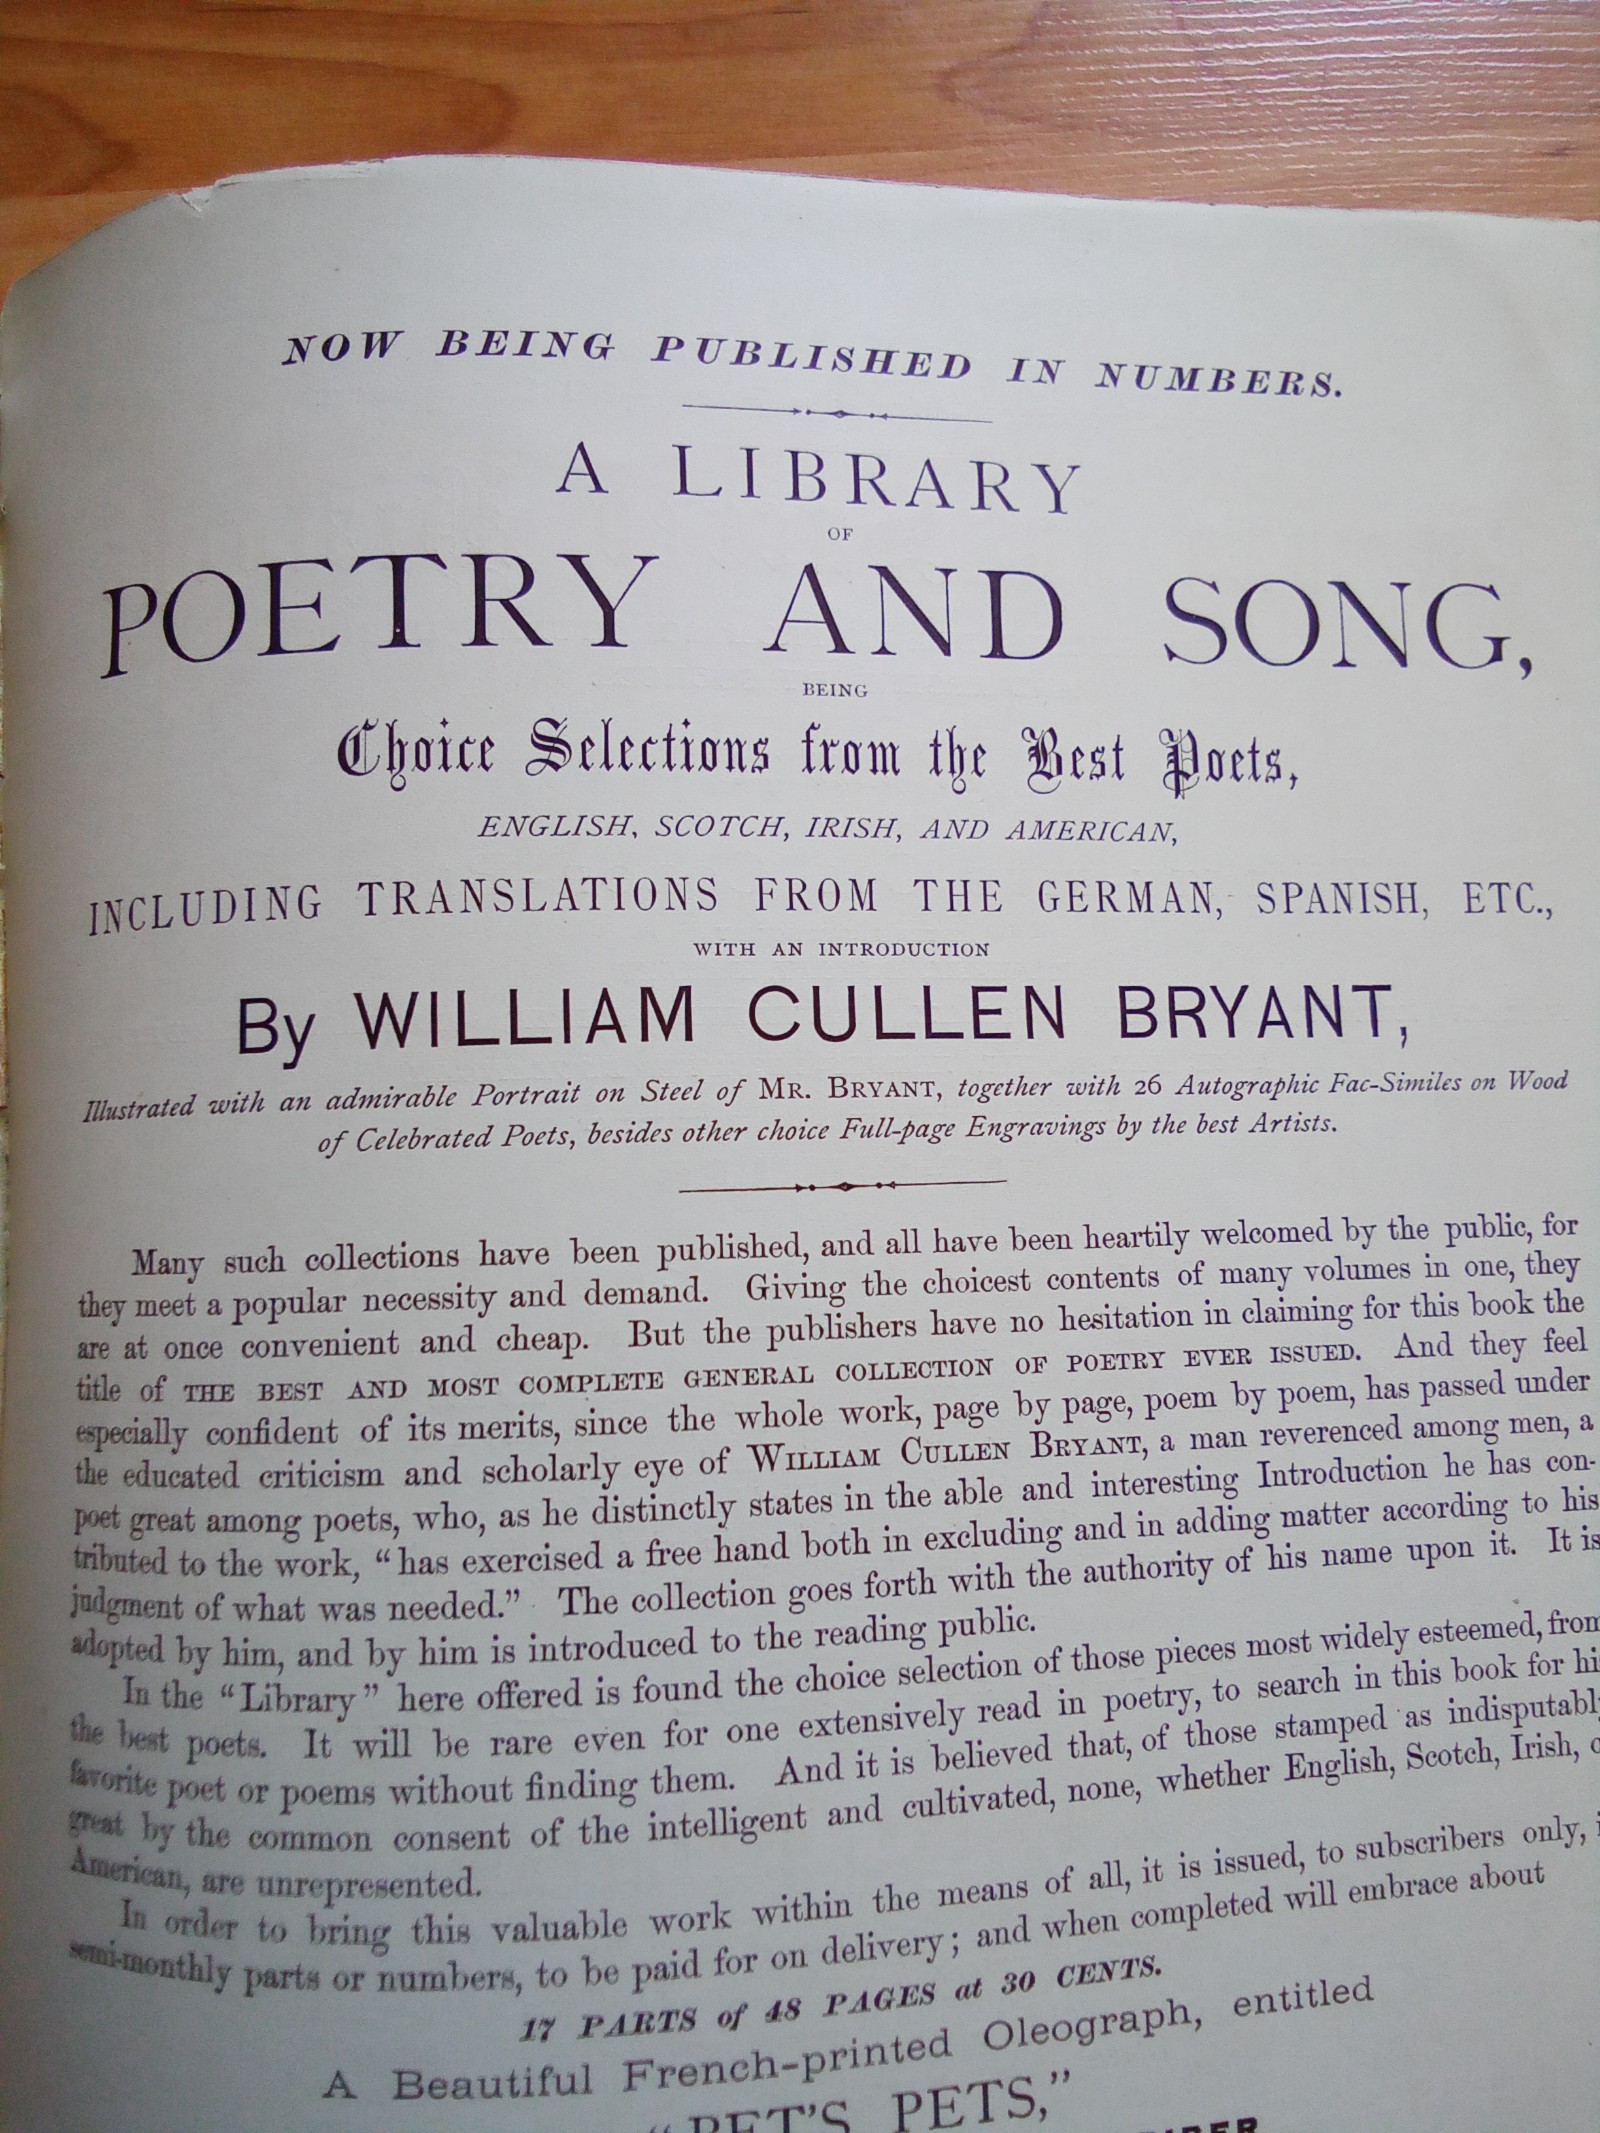 NOW BEING PUBLISHED IN NUMBERS.
A LIBRARY
OF
POETRY AND SONG,
BEING
Choice Selections from the Best Poets,
ENGLISH, SCOTCH, IRISH, AND AMERICAN,
INCLUDING TRANSLATIONS FROM THE GERMAN, SPANISH, ETC.,
WITH AN INTRODUCTION
By WILLIAM CULLEN BRYANT,
Illustrated with an admirable Portrait on Steel of MR. BRYANT, together with 26 Autographic Fac-Similes on Wood
of Celebrated Poets, besides other choice Full-page Engravings by the best Artists.
Many such collections have been published, and all have been heartily welcomed by the public, for
they meet a popular necessity and demand. Giving the choicest contents of many volumes in one, they
are at once convenient and cheap. But the publishers have no hesitation in claiming for this book the
title of THE BEST AND MOST COMPLETE GENERAL COLLECTION OF POETRY EVER ISSUED. And they feel
especially confident of its merits, since the whole work, page by page, poem by poem, has passed under
the educated criticism and scholarly eye of WILLIAM CULLEN BRYANT, a man reverenced among men, a
poet great among poets, who, as he distinctly states in the able and interesting Introduction he has con-
tributed to the work, “has exercised a free hand both in excluding and in adding matter according to his
judgment of what was needed.” The collection goes forth with the authority of his name upon it. It is
adopted by him, and by him is introduced to the reading public.
In the “Library” here offered is found the choice selection of those pieces most widely esteemed, from
the best poets. It will be rare even for one extensively read in poetry, to search in this book for hi
favorite poet or poems without finding them. And it is believed that, of those stamped as indisputabl
great by the common consent of the intelligent and cultivated, none, whether English, Scotch, Irish, o
American, are unrepresented.
In order to bring this valuable work within the means of all, it is issued, to subscribers only, i
semi-monthly parts or numbers, to be paid for on delivery; and when completed will embrace about
17 PARTS of 48 PAGES at 30 CENTS.
A Beautiful French-printed Oleograph, entitled
“PET'S PETS,”